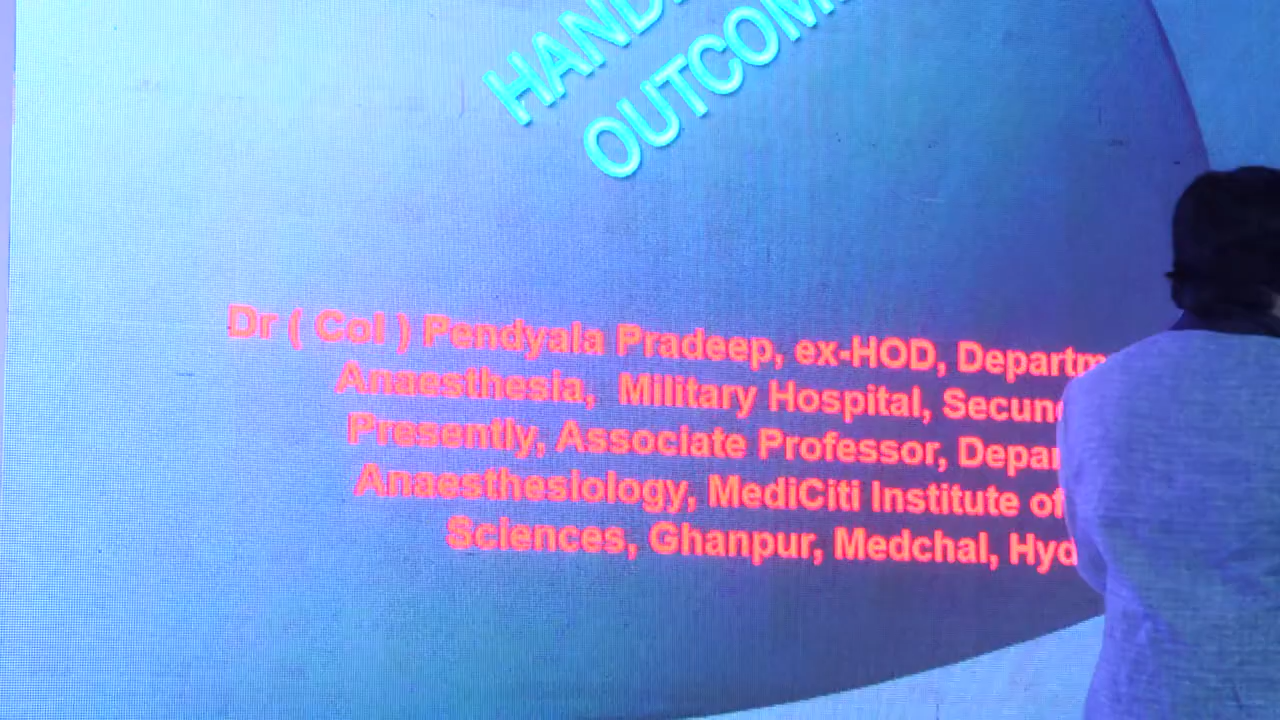 HAND
OUTCOM
Dr ( Col ) Pendyala Pradeep, ex-HOD, Departm
Anaesthesia, Military Hospital, Secund
Presently, Associate Professor, Depar
Anaesthesiology, MediCiti Institute of
Sciences, Ghanpur, Medchal, Hyd